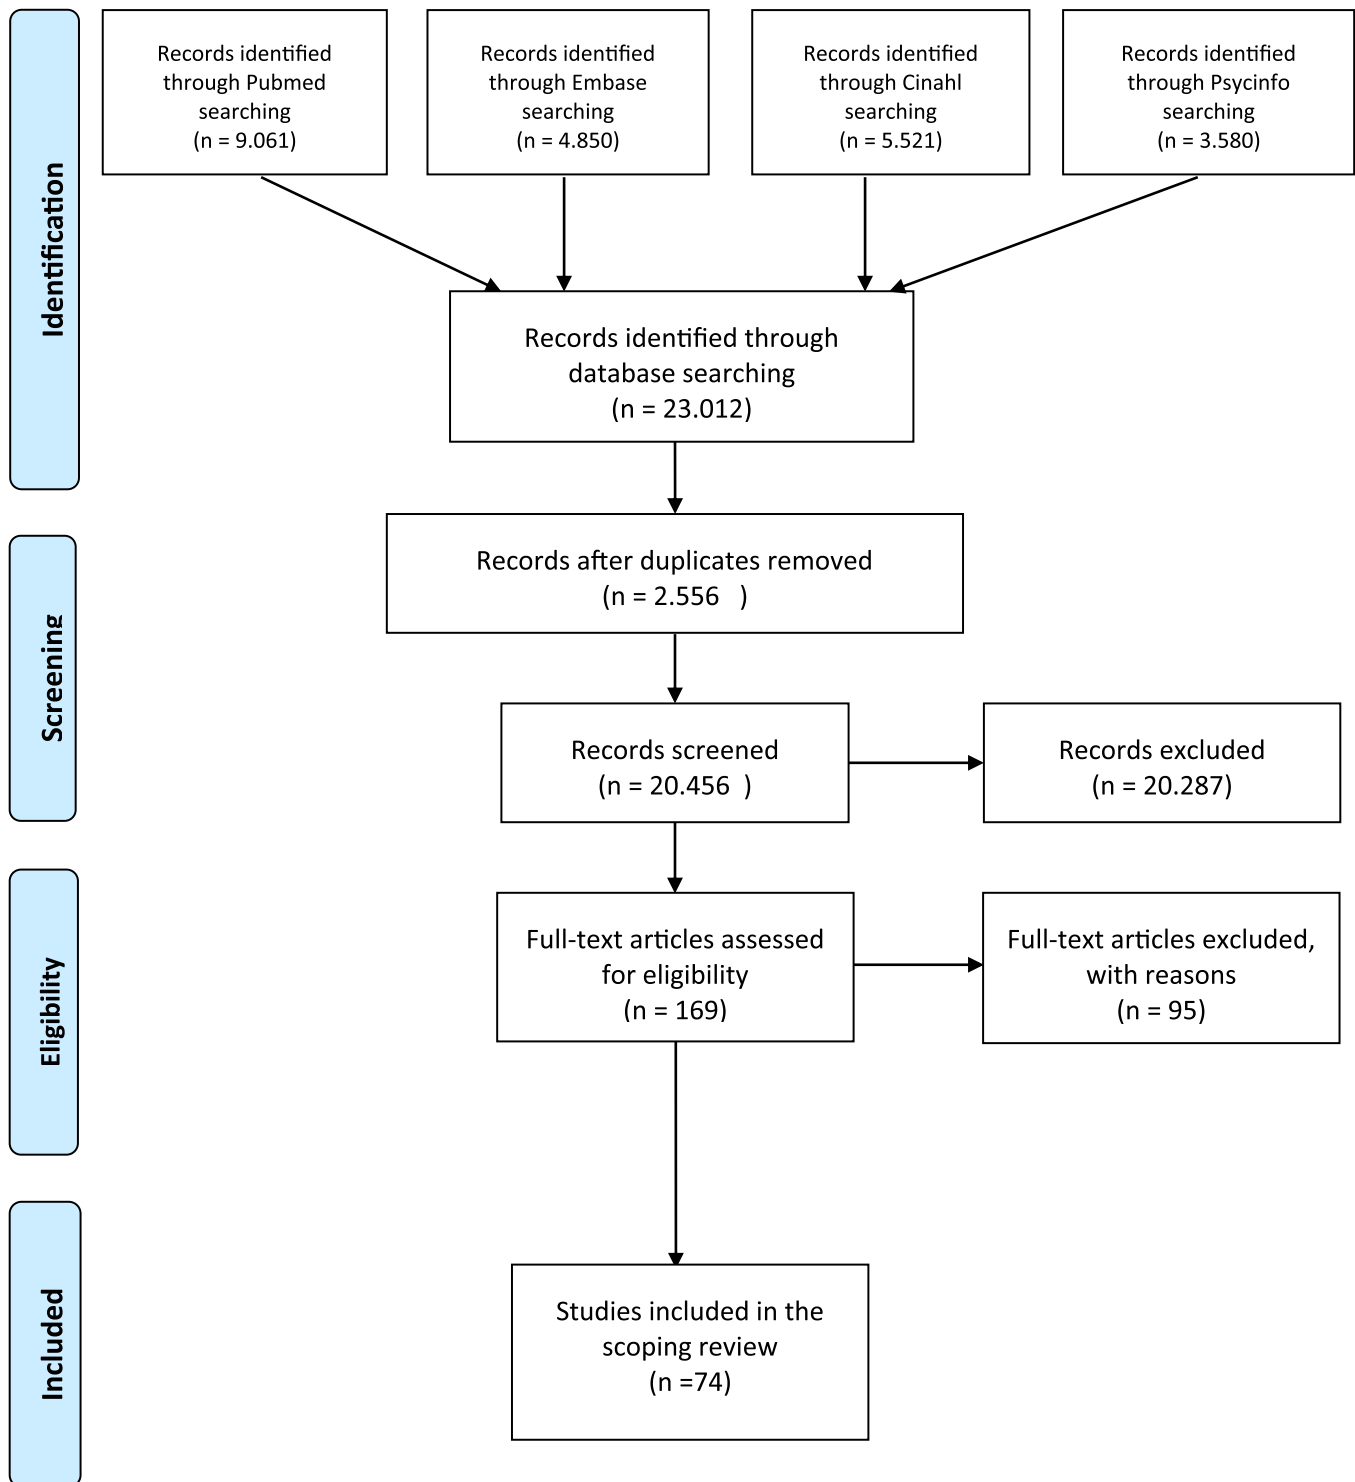 Identification
Records identified
through Pubmed
searching
(n = 9.061)
Records identified
through Embase
searching
(n = 4.850)
Records identified
through Cinahl
searching
(n = 5.521)
Records identified
through Psycinfo
searching
(n = 3.580)
Records identified through
database searching
(n = 23.012)
Screening
Records after duplicates removed
(n = 2.556   )
Records screened
(n = 20.456  )
Records excluded
(n = 20.287)
Eligibility
Full-text articles assessed
for eligibility
(n = 169)
Full-text articles excluded,
with reasons
(n = 95)
Included
Studies included in the
scoping review
(n =74)